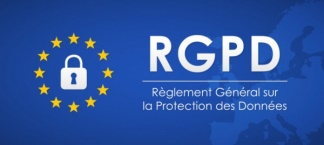 RGPD
Règlement Général sur
la Protection des Données